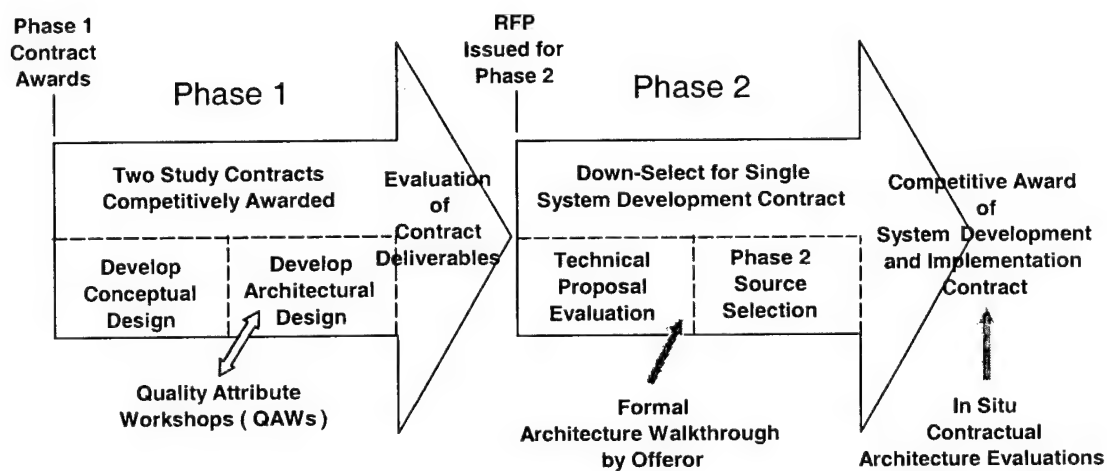 Phase 1
Contract
Awards
Phase 1
Two Study Contracts
Competitively Awarded
Develop
Conceptual
Design
Develop
Architectural
Design
Evaluation
of
Contract
Deliverables
Quality Attribute
Workshops ( QAWs )
RFP
Issued for
Phase 2
Phase 2
Down-Select for Single
System Development Contract
Technical
Proposal
Evaluation
Phase 2
Source
Selection
Competitive Award
of
System Development
and Implementation
Contract
Formal
Architecture Walkthrough
by Offeror
In Situ
Contractual
Architecture Evaluations